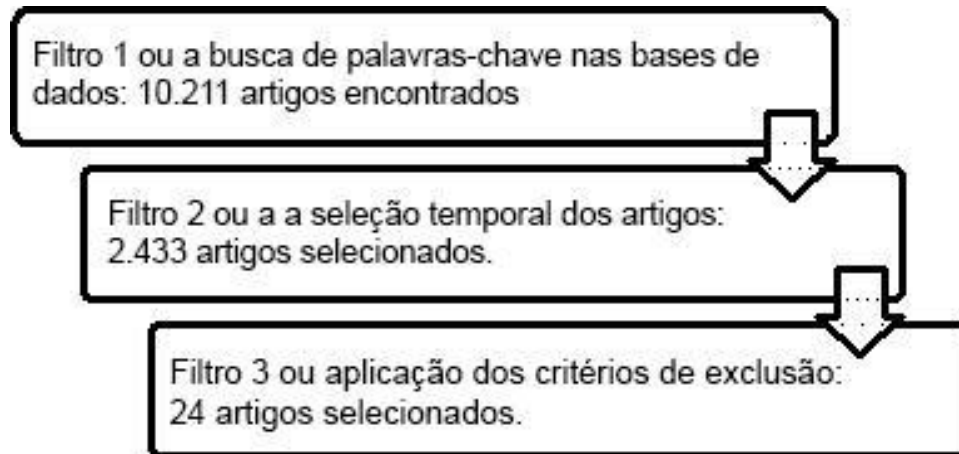 Filtro 1 ou a busca de palavras-chave nas bases de
dados: 10.211 artigos encontrados
Filtro 2 ou a a seleção temporal dos artigos:
2.433 artigos selecionados.
Filtro 3 ou aplicação dos critérios de exclusão:
24 artigos selecionados.